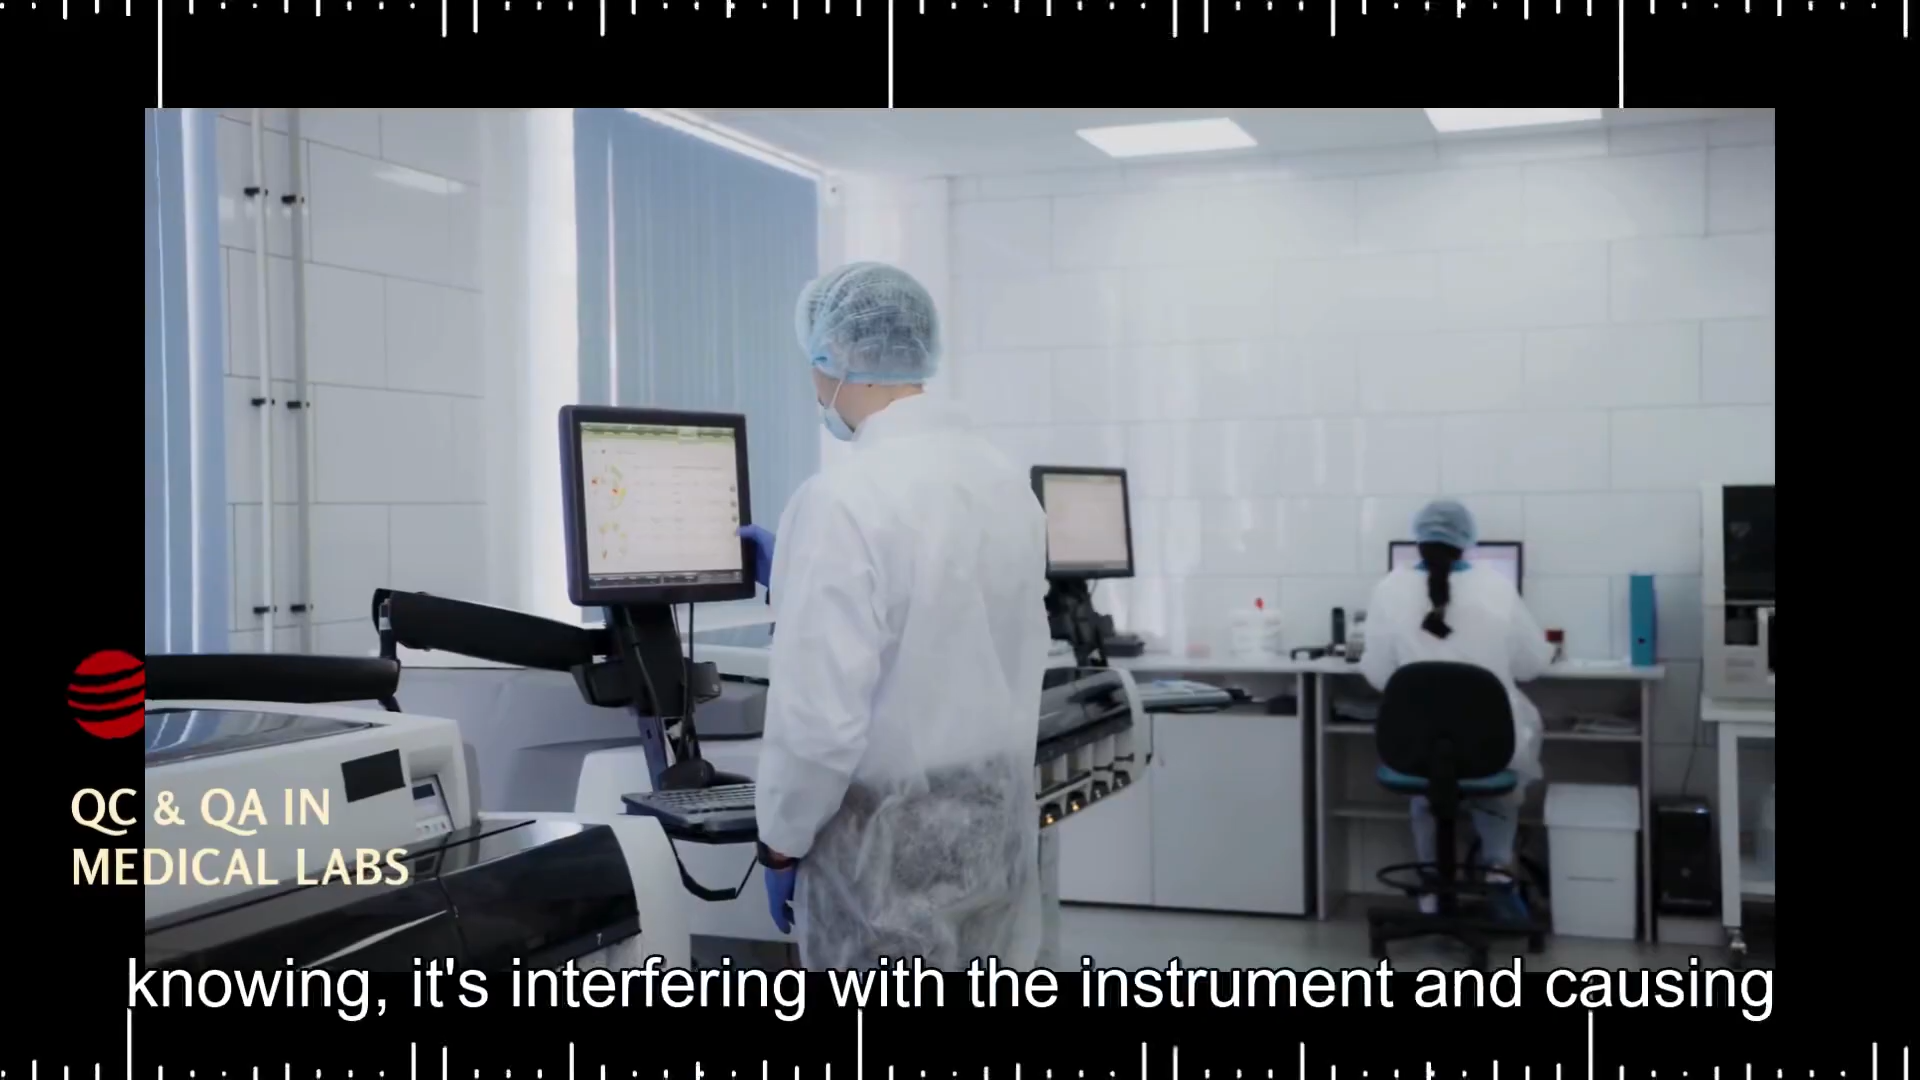 QC & QA IN
MEDICAL LABS
knowing, it's interfering with the instrument and causing